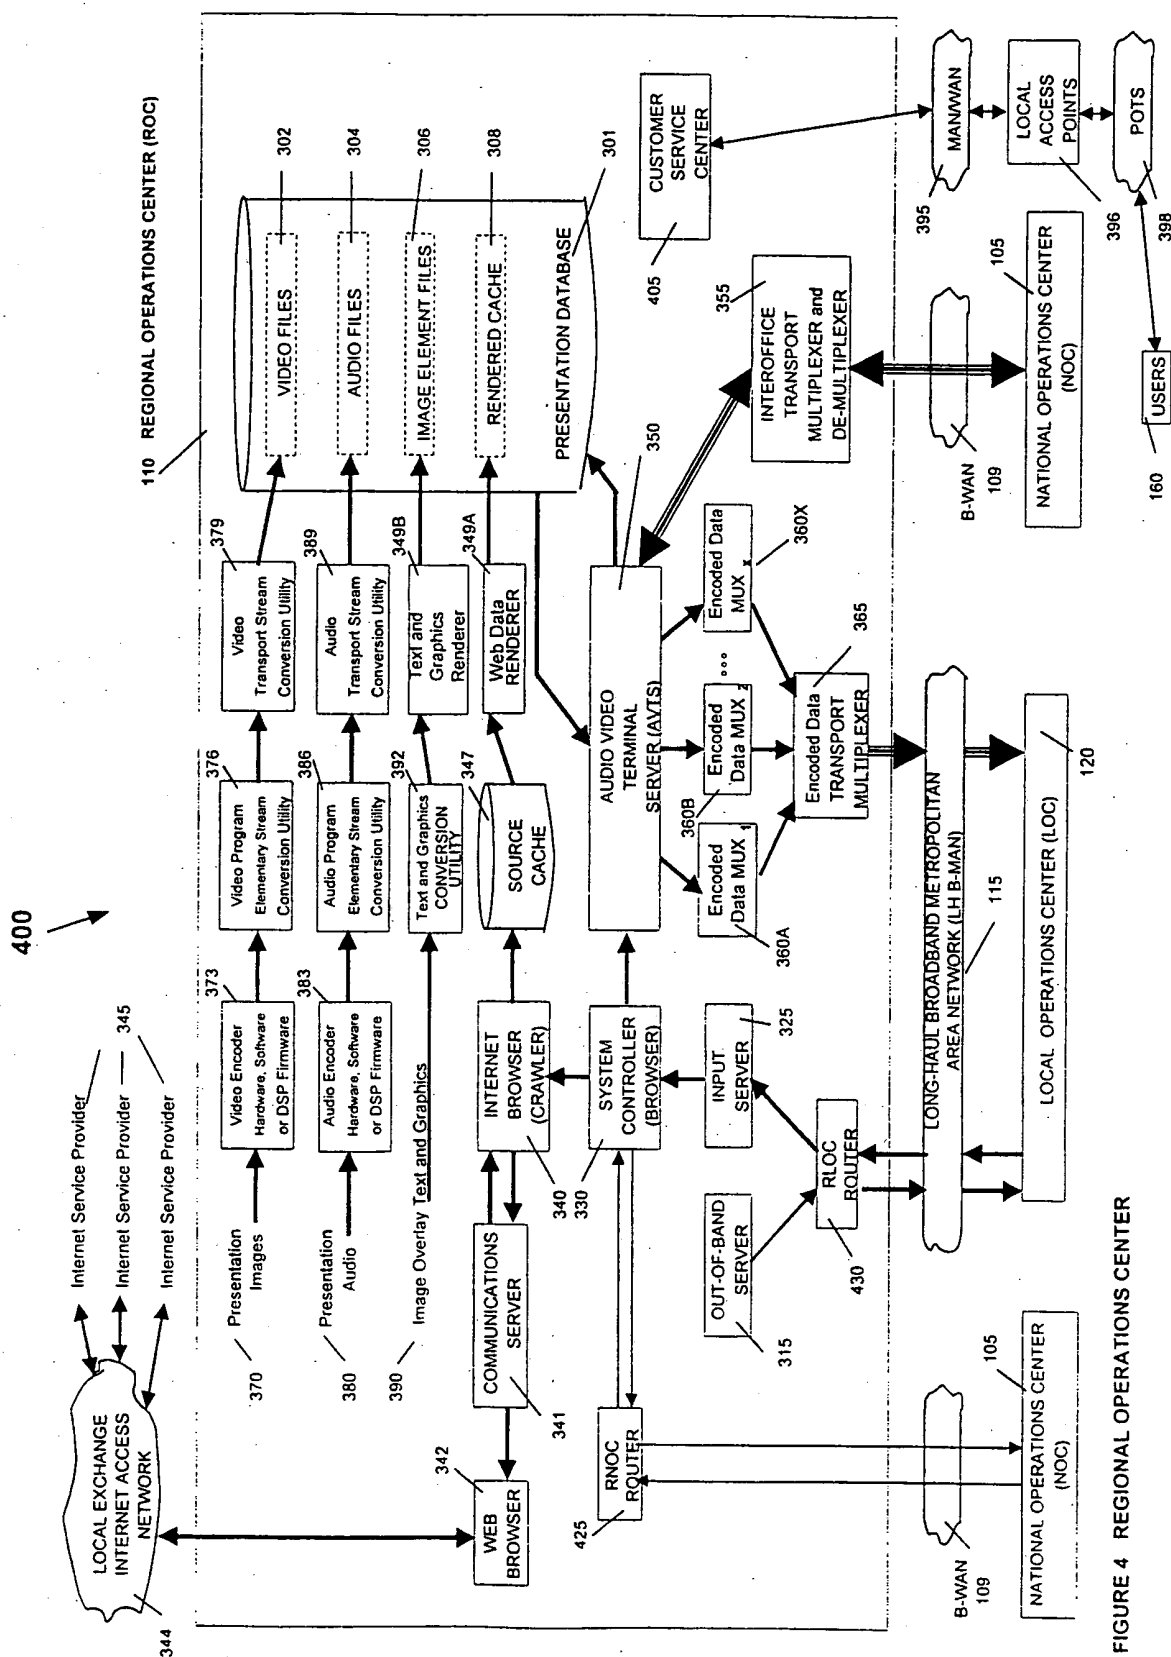 400
110 REGIONAL OPERATIONS CENTER (ROC)
LOCAL EXCHANGE
INTERNET ACCESS
NETWORK
344
Internet Service Provider
Internet Service Provider
Internet Service Provider
345
370
Presentation
Images
373
Video Encoder
Hardware, Software
or DSP Firmware
376
Video Program
Elementary Stream
Conversion Utility
379
Video
Transport Stream
Conversion Utility
VIDEO FILES
302
380
Presentation
Audio
383
Audio Encoder
Hardware, Software
or DSP Firmware
386
Audio Program
Elementary Stream
Conversion Utility
389
Audio
Transport Stream
Conversion Utility
AUDIO FILES
304
390
Image Overlay Text and Graphics
392
Text and Graphics
CONVERSION
UTILITY
349B
Text and
Graphics
Renderer
IMAGE ELEMENT FILES
306
342
WEB
BROWSER
COMMUNICATIONS
SERVER
341
INTERNET
BROWSER
(CRAWLER)
340
347
SOURCE
CACHE
349A
Web Data
RENDERER
RENDERED CACHE
308
PRESENTATION DATABASE
301
RNOC
ROUTER
425
330
SYSTEM
CONTROLLER
(BROWSER)
AUDIO VIDEO
TERMINAL
SERVER (AVTS)
350
CUSTOMER
SERVICE
CENTER
405
OUT-OF-BAND
SERVER
315
INPUT
SERVER
325
Encoded
Data MUX 1
360A
Encoded
Data MUX 2
360B
...
Encoded Data
MUX x
360X
INTEROFFICE
TRANSPORT
MULTIPLEXER and
DE-MULTIPLEXER
355
RLOC
ROUTER
430
Encoded Data
TRANSPORT
MULTIPLEXER
365
B-WAN
109
LONG-HAUL BROADBAND METROPOLITAN
AREA NETWORK (LH B-MAN)
115
B-WAN
109
MAN/WAN
395
LOCAL
ACCESS
POINTS
396
NATIONAL OPERATIONS CENTER
(NOC)
105
LOCAL OPERATIONS CENTER (LOC)
120
NATIONAL OPERATIONS CENTER
(NOC)
105
POTS
398
USERS
160
FIGURE 4 REGIONAL OPERATIONS CENTER